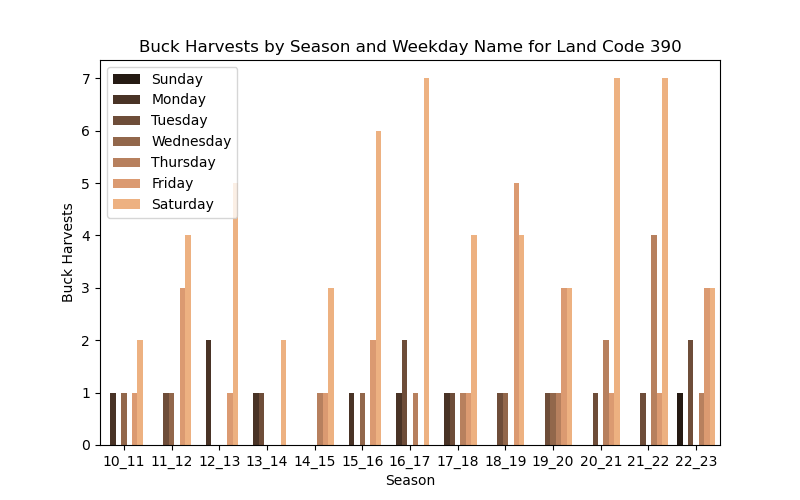 Buck Harvests by Season and Weekday Name for Land Code 390
Sunday
Monday
Tuesday
Wednesday
Thursday
Friday
Saturday
7
6
5
4
3
2
1
0
Buck Harvests
10_11 11_12 12_13 13_14 14_15 15_16 16_17 17_18 18_19 19_20 20_21 21_22 22_23
Season